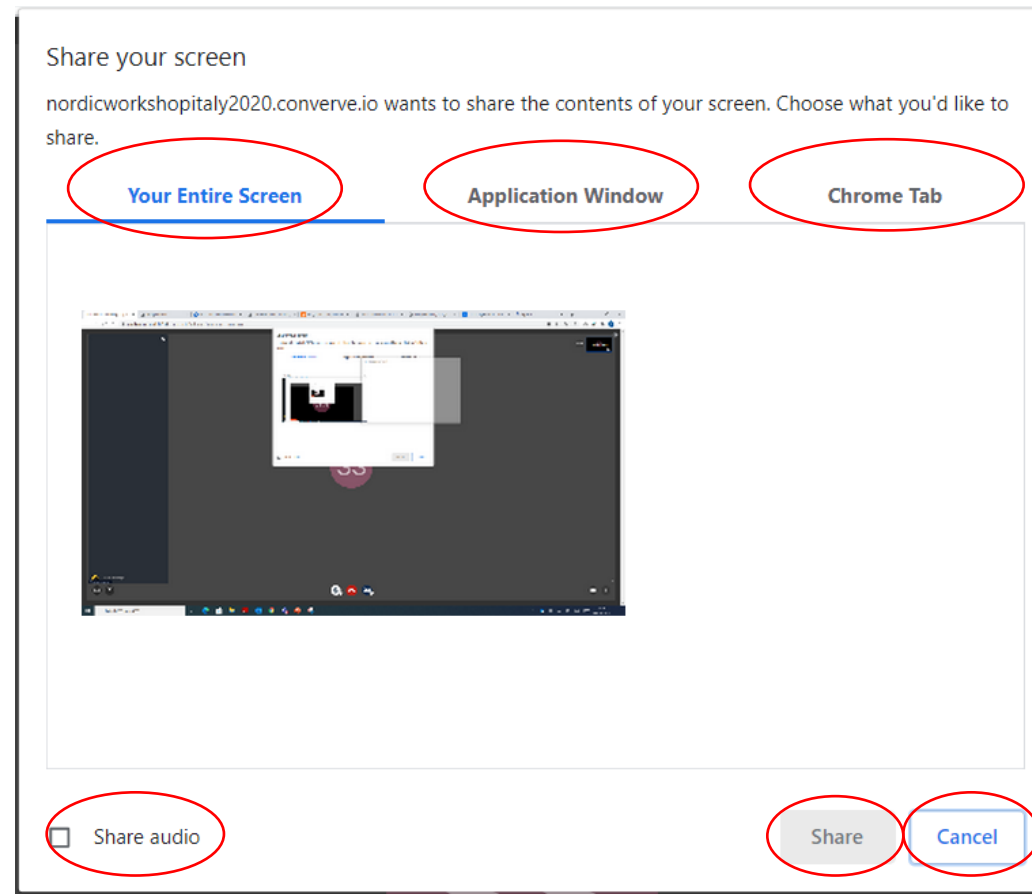 Share your screen
nordicworkshopitaly2020.converve.io wants to share the contents of your screen. Choose what you'd like to
share.
Your Entire Screen Application Window Chrome Tab
33
Share audio Share Cancel